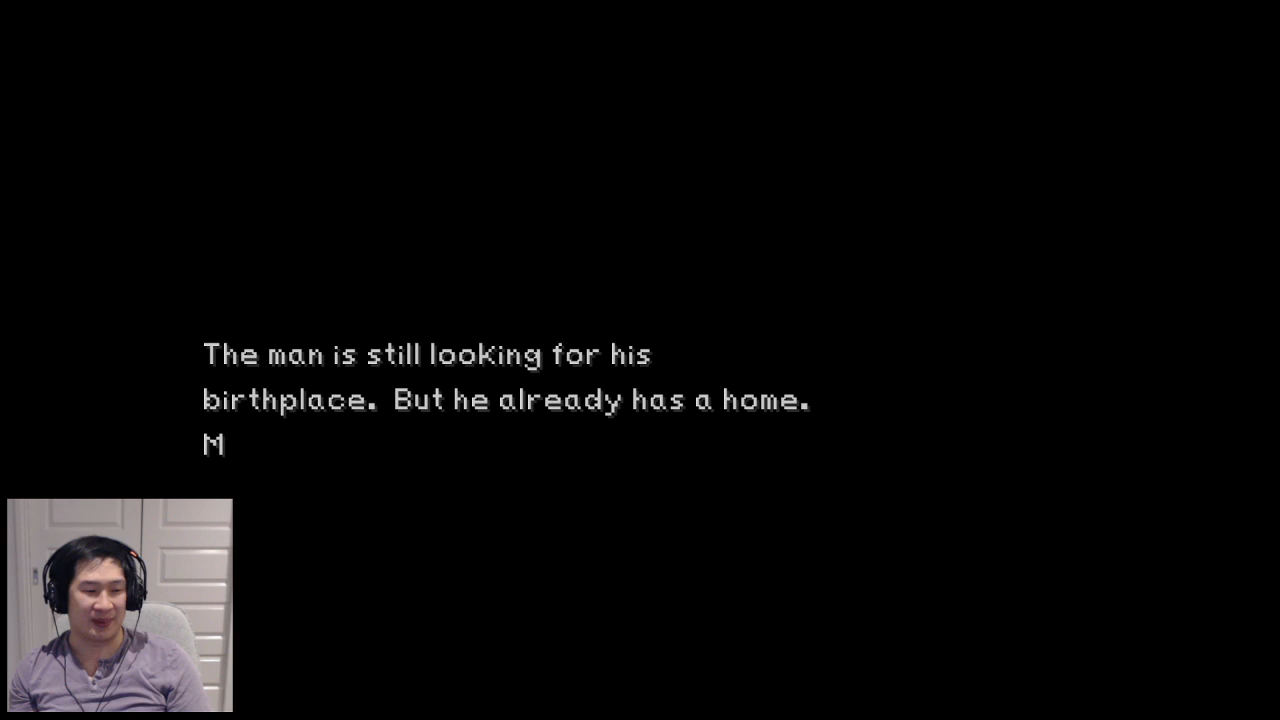 The man is still looking for his
birthplace.  But he already has a home.
M